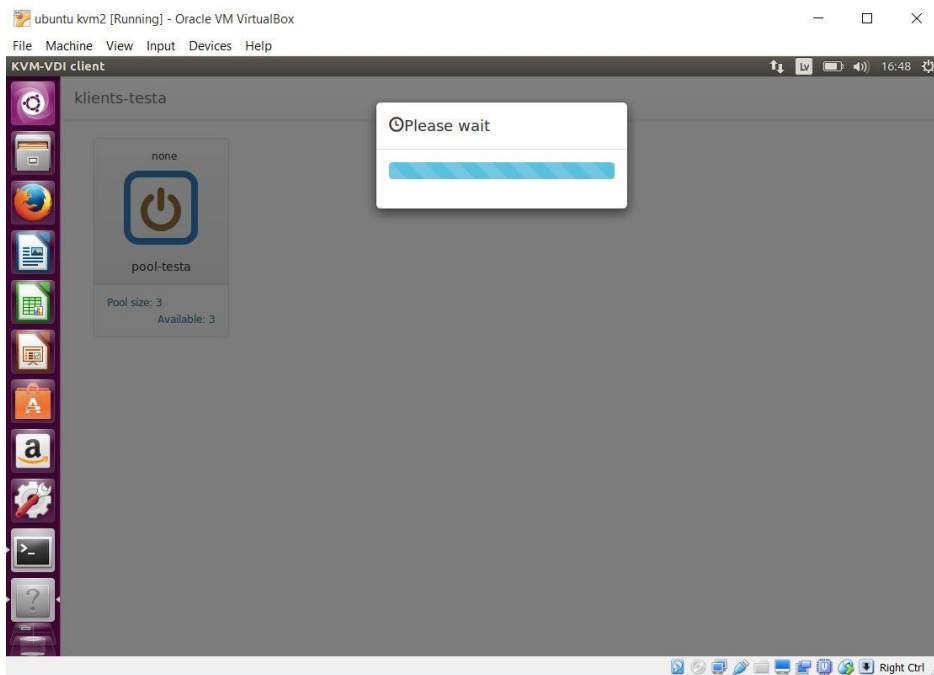 ubuntu kvm2 [Running] - Oracle VM VirtualBox
File Machine View Input Devices Help
KVM-VDI client
Lv
16:48
klients-testa
Please wait
none
pool-testa
Pool size: 3
Available: 3
Right Ctrl